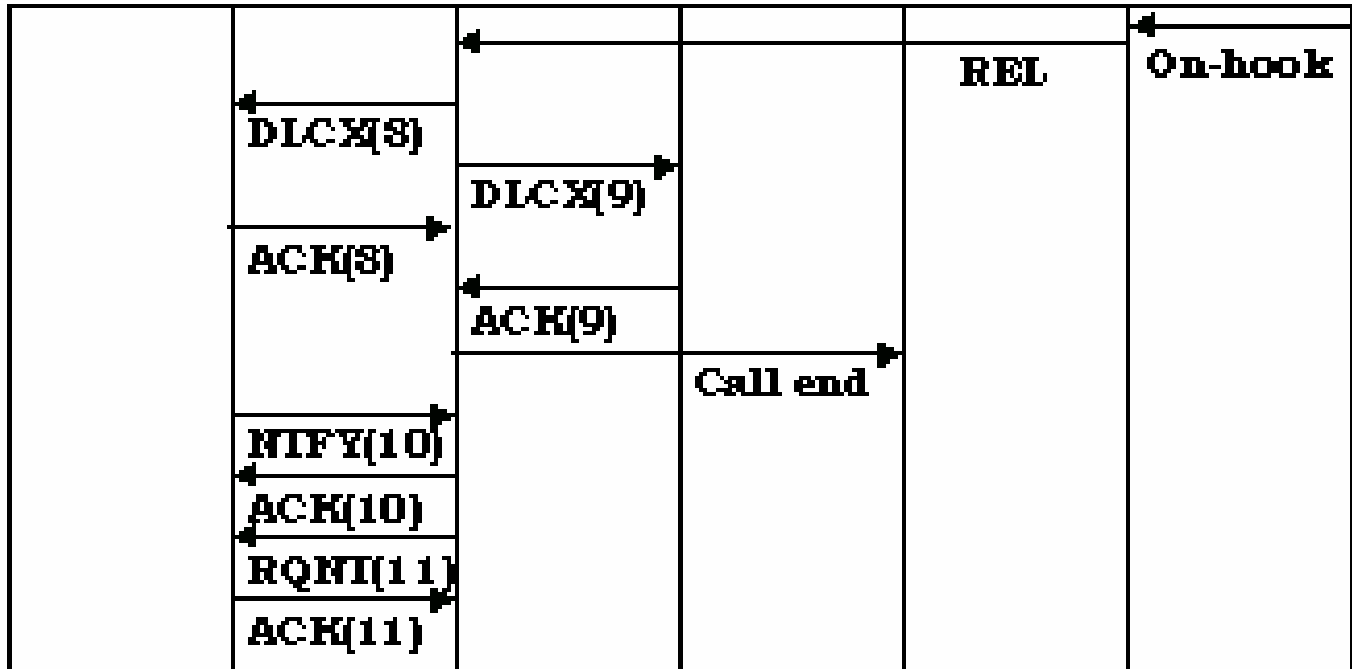 On-hook
REL
DLCX(8)
DLCX(9)
ACK(8)
ACK(9)
Call end
NTFY(10)
ACK(10)
RQNT(11)
ACK(11)